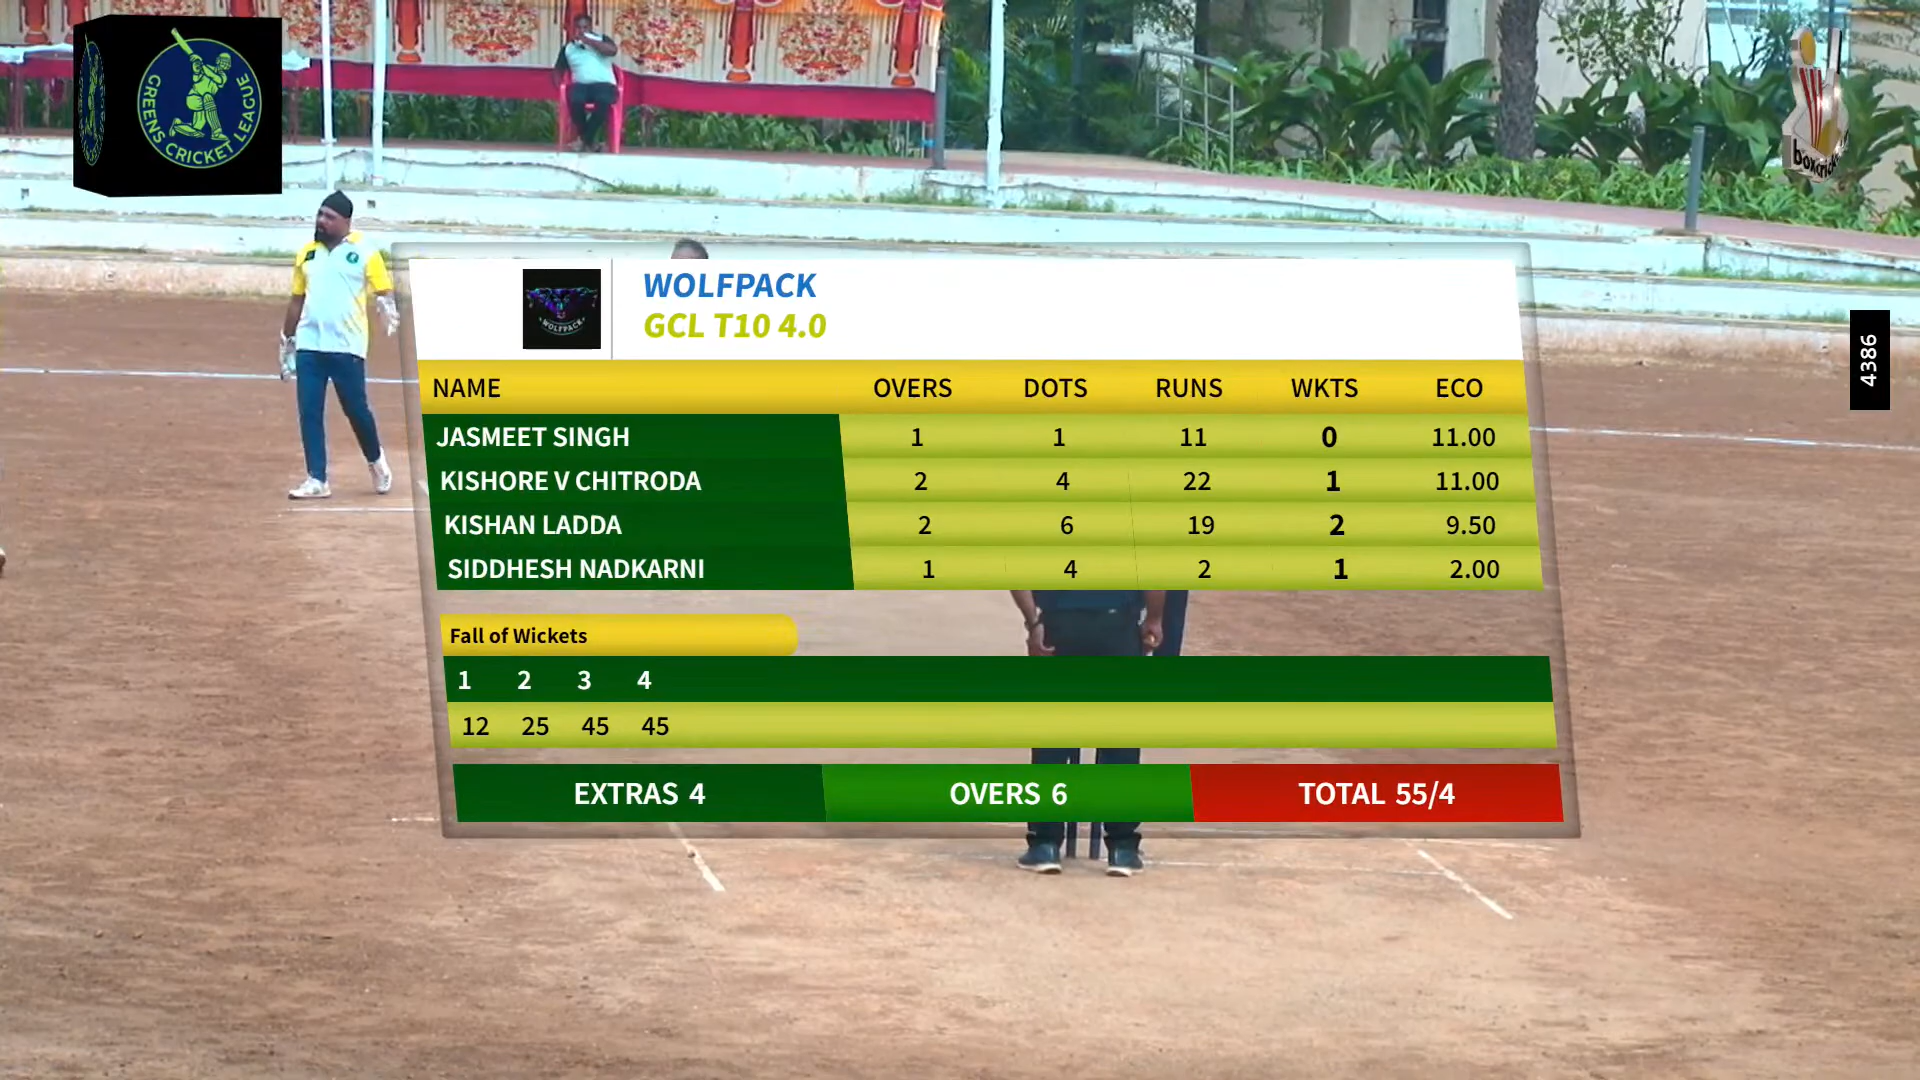 GREENS CRICKET LEAGUE
boxcric
4386
WOLFPACK
WOLFPACK
GCL T10 4.0
NAME OVERS DOTS RUNS WKTS ECO
JASMEET SINGH 1 1 11 0 11.00
KISHORE V CHITRODA 2 4 22 1 11.00
KISHAN LADDA 2 6 19 2 9.50
SIDDHESH NADKARNI 1 4 2 1 2.00
Fall of Wickets
1 2 3 4
12 25 45 45
EXTRAS 4 OVERS 6 TOTAL 55/4